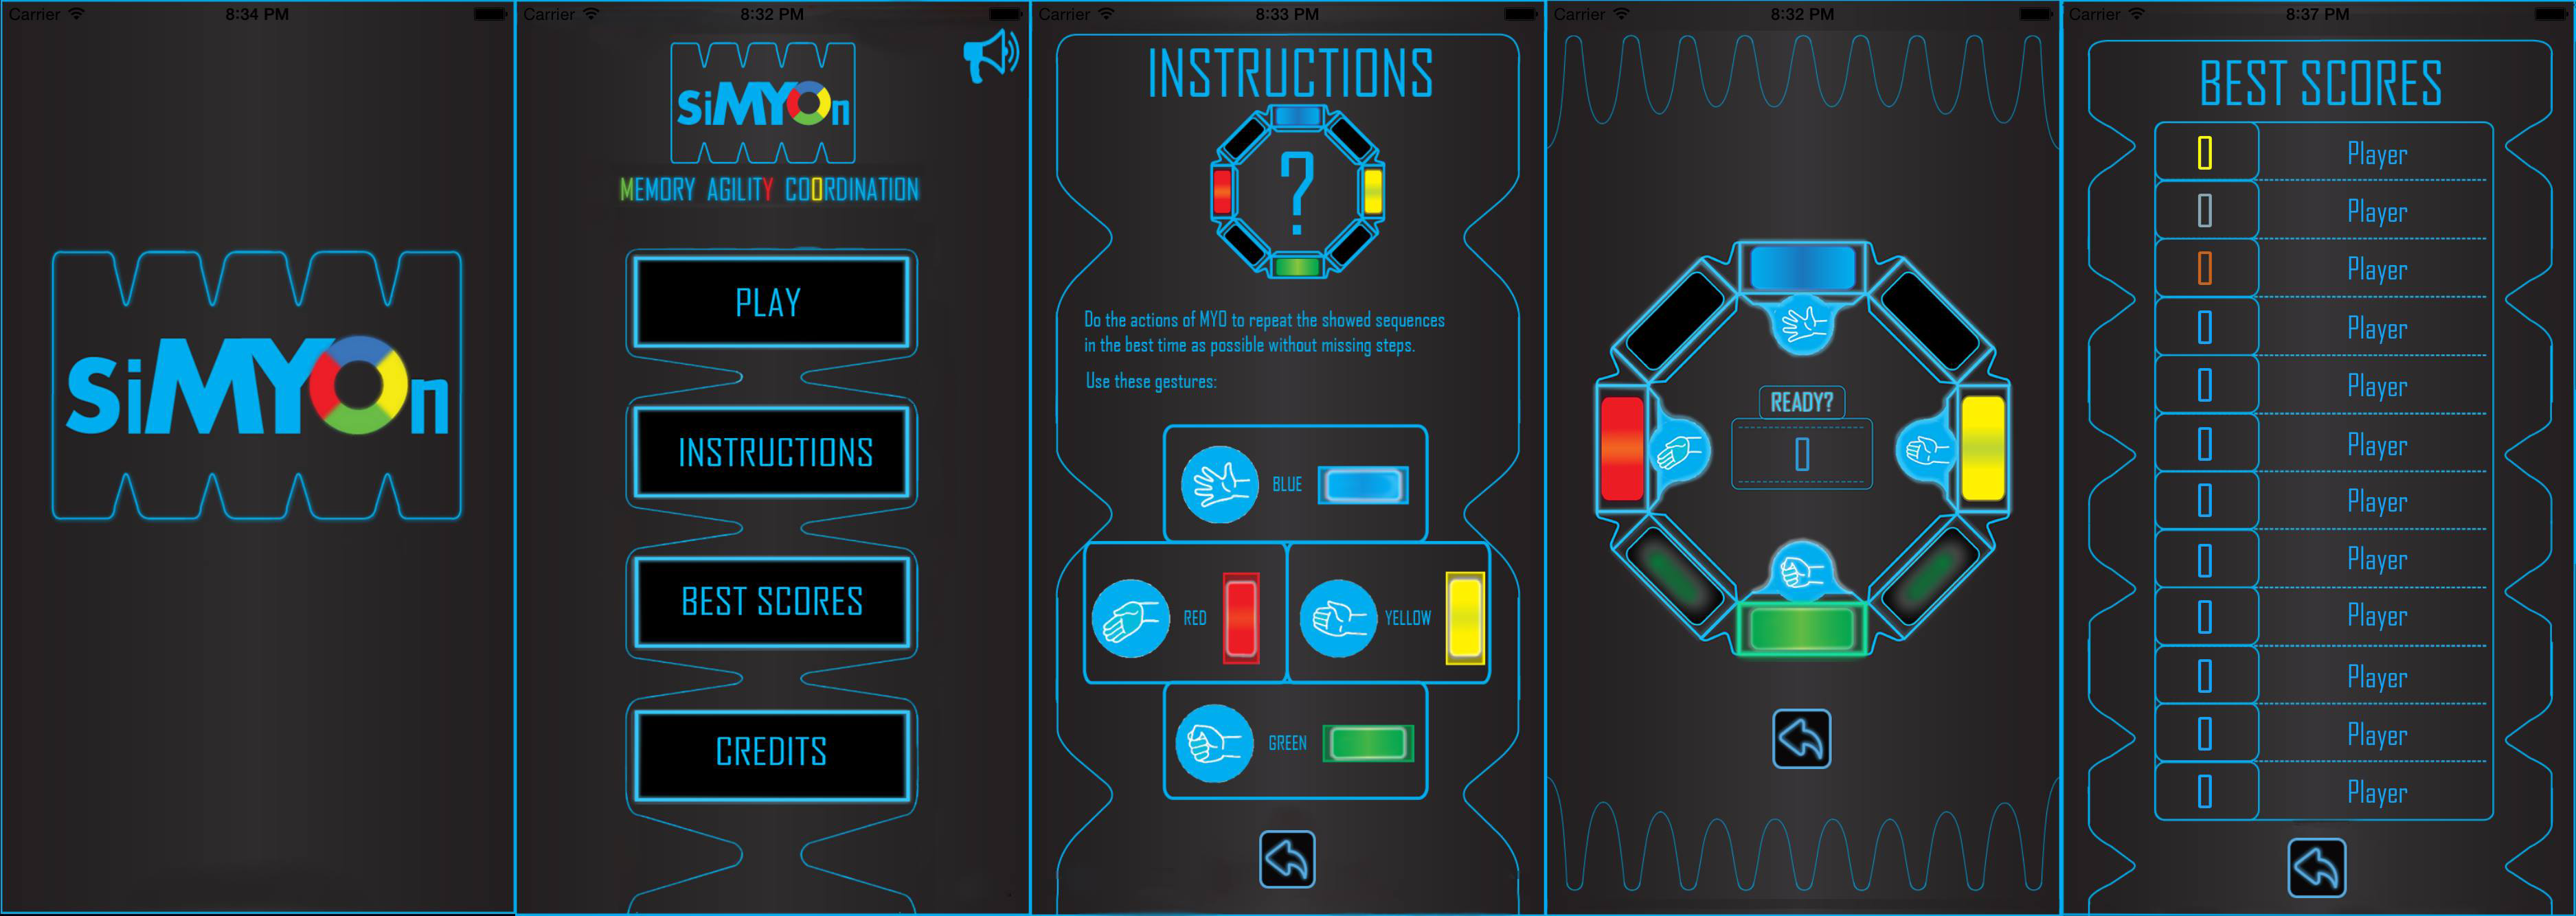 Carrier 8:34 PM
SiMYOn
Carrier 8:32 PM
SiMYOn
MEMORY AGILITY COORDINATION
PLAY
INSTRUCTIONS
BEST SCORES
CREDITS
Carrier 8:33 PM
INSTRUCTIONS
?
Do the actions of MYO to repeat the showed sequences
in the best time as possible without missing steps.
Use these gestures:
BLUE
RED
YELLOW
GREEN
Carrier 8:32 PM
READY?
0
Carrier 8:37 PM
BEST SCORES
0 Player
0 Player
0 Player
0 Player
0 Player
0 Player
0 Player
0 Player
0 Player
0 Player
0 Player
0 Player